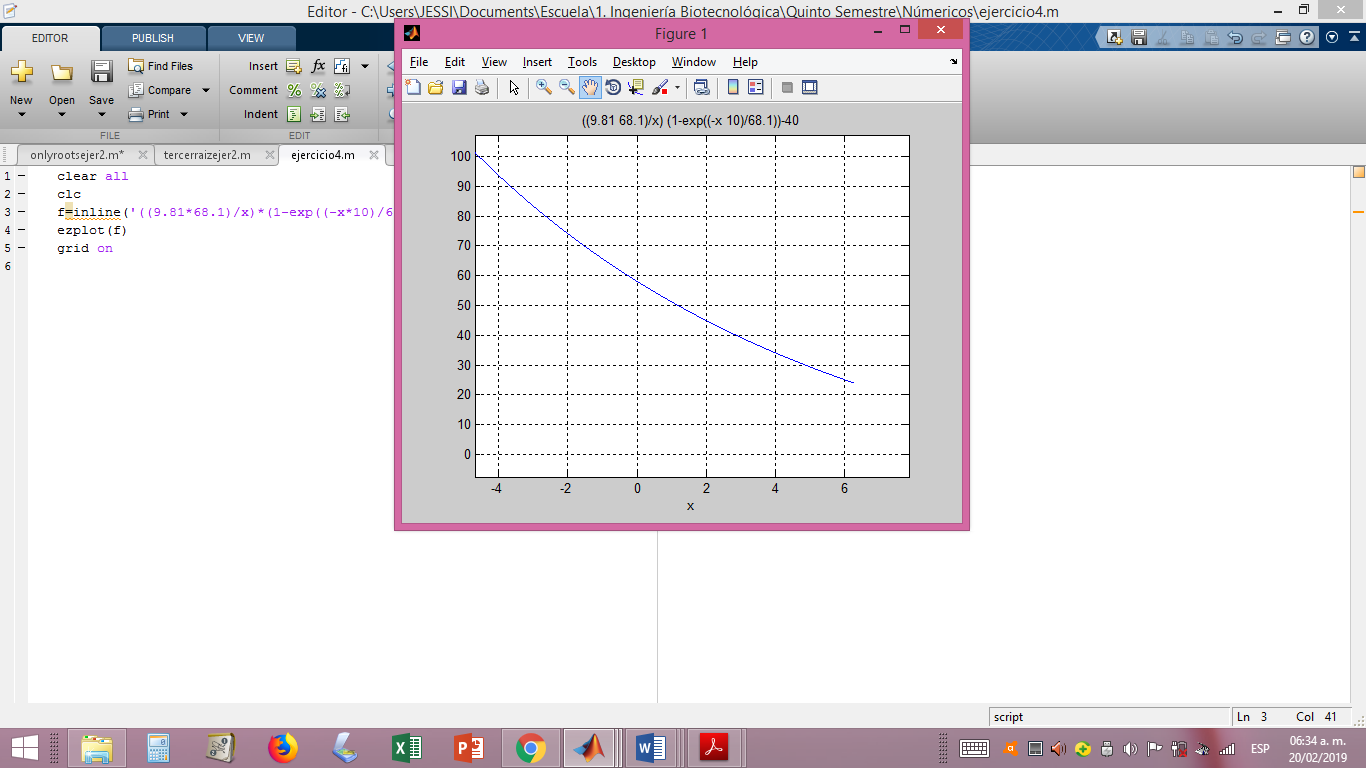 Editor - C:\Users\JESSI\Documents\Escuela\1. Ingeniería Biotecnológica\Quinto Semestre\Númericos\ejercicio4.m
EDITOR PUBLISH VIEW
New Open Save
Find Files
Compare
Print
Insert
Comment
Indent
FILE EDIT
onlyrootsejer2.m* tercerraizejer2.m ejercicio4.m
1 clear all
2 clc
3 f=inline('((9.81*68.1)/x)*(1-exp((-x*10)/6
4 ezplot(f)
5 grid on
6
Figure 1
File Edit View Insert Tools Desktop Window Help
((9.81 68.1)/x) (1-exp((-x 10)/68.1))-40
100
90
80
70
60
50
40
30
20
10
0
-4 -2 0 2 4 6
x
script Ln 3 Col 41
ESP
06:34 a. m.
20/02/2019